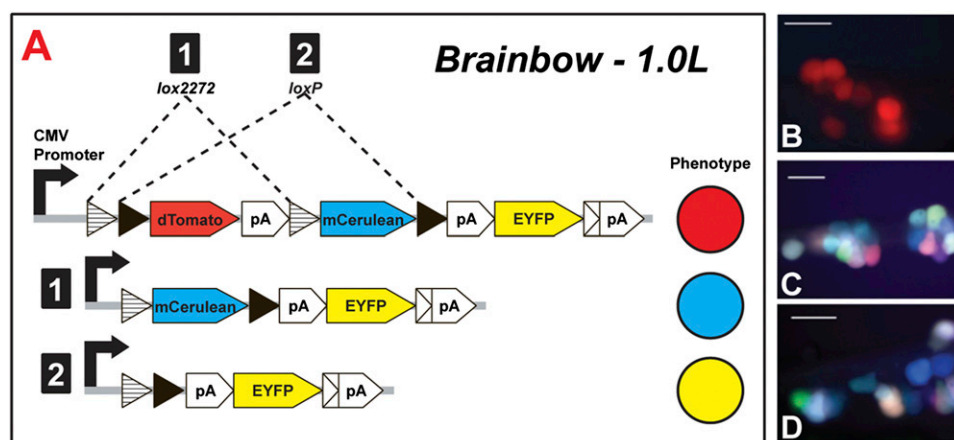 A
1
2
Brainbow - 1.0L
lox2272
loxP
CMV
Promoter
Phenotype
dTomato
pA
mCerulean
pA
EYFP
pA
1
mCerulean
pA
EYFP
pA
2
pA
EYFP
pA
B
C
D